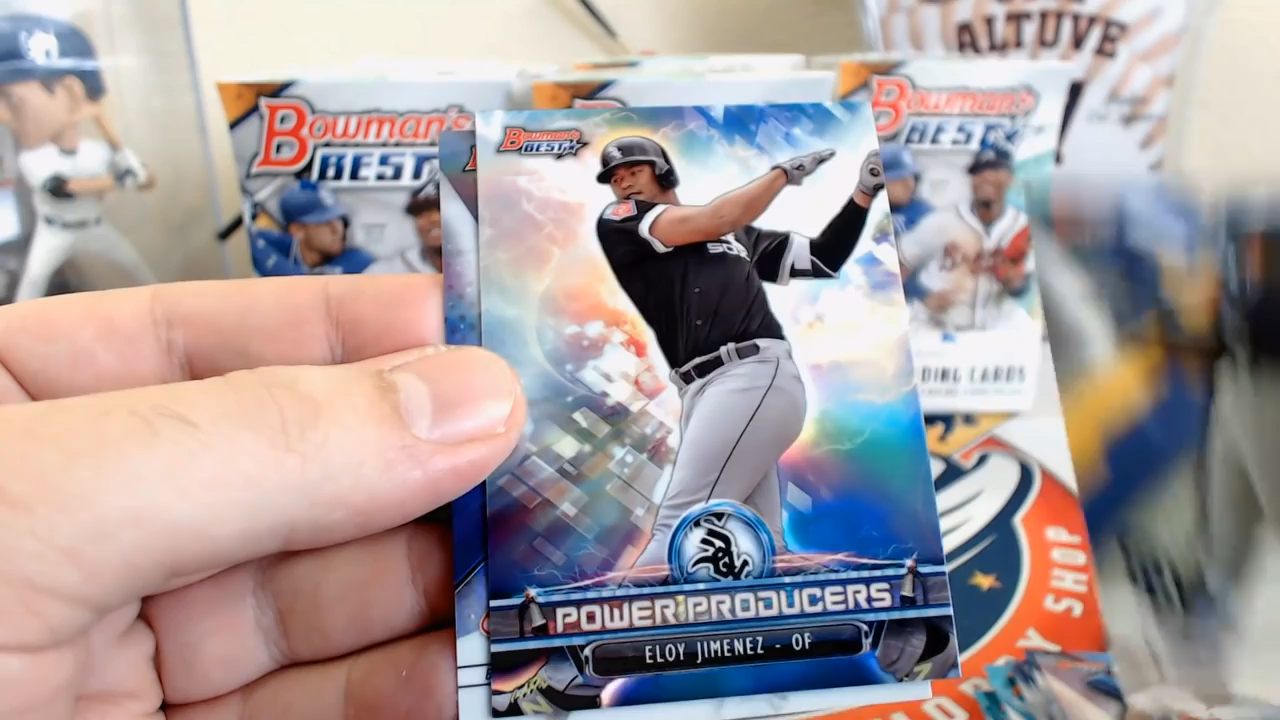 ALTUVE
BOWMAN'S
BEST
BOWMAN'S
BEST
BOWMAN'S
BEST
SOX
DING CARDS
POWER PRODUCERS
ELOY JIMENEZ - OF
SHOP